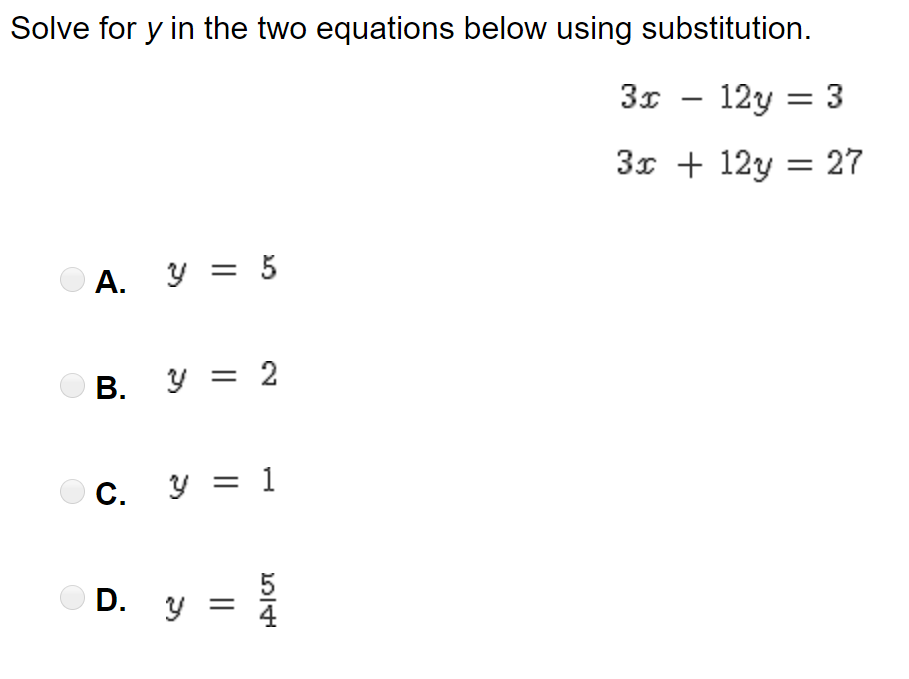 Solve for y in the two equations below using substitution.
3x − 12y = 3
3x + 12y = 27
A. y = 5
B. y = 2
C. y = 1
D. y = 5/4